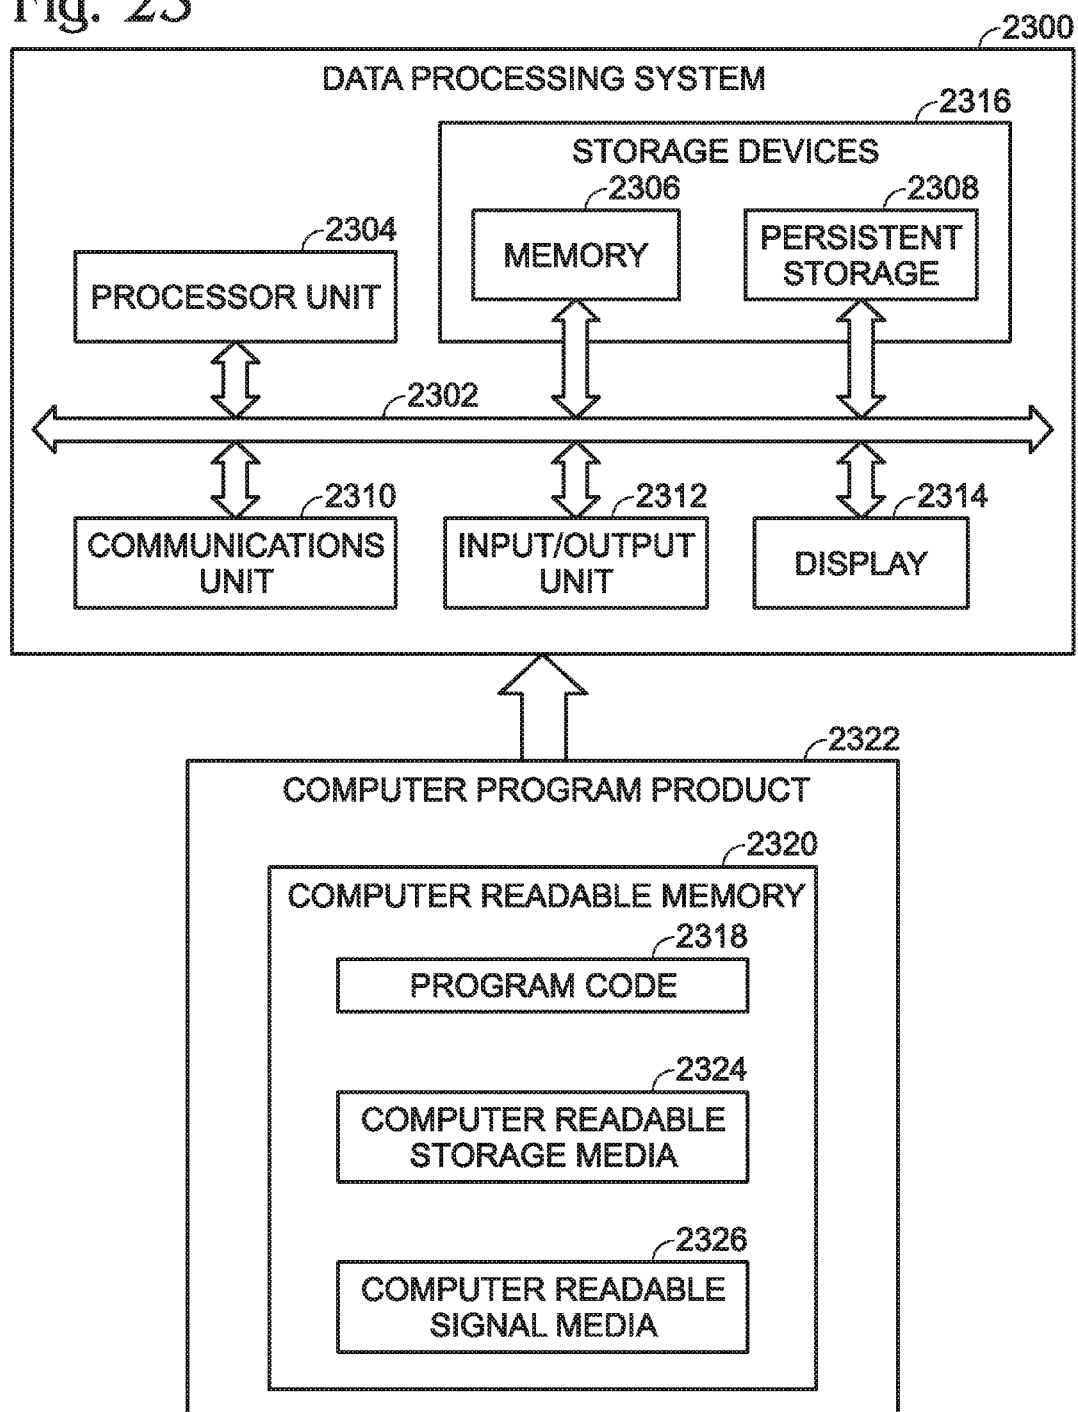 Fig. 23
2300
DATA PROCESSING SYSTEM
2316
STORAGE DEVICES
2306
2308
2304
MEMORY
PERSISTENT
STORAGE
PROCESSOR UNIT
2302
2310
2312
2314
COMMUNICATIONS
UNIT
INPUT/OUTPUT
UNIT
DISPLAY
2322
COMPUTER PROGRAM PRODUCT
2320
COMPUTER READABLE MEMORY
2318
PROGRAM CODE
2324
COMPUTER READABLE
STORAGE MEDIA
2326
COMPUTER READABLE
SIGNAL MEDIA